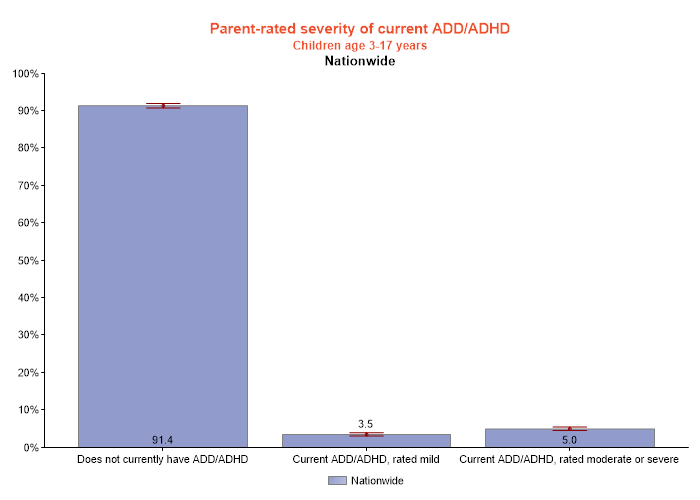 Parent-rated severity of current ADD/ADHD
Children age 3-17 years
Nationwide
100%
90%
80%
70%
60%
50%
40%
30%
20%
10%
0%
91.4
3.5
5.0
Does not currently have ADD/ADHD
Current ADD/ADHD, rated mild
Current ADD/ADHD, rated moderate or severe
Nationwide